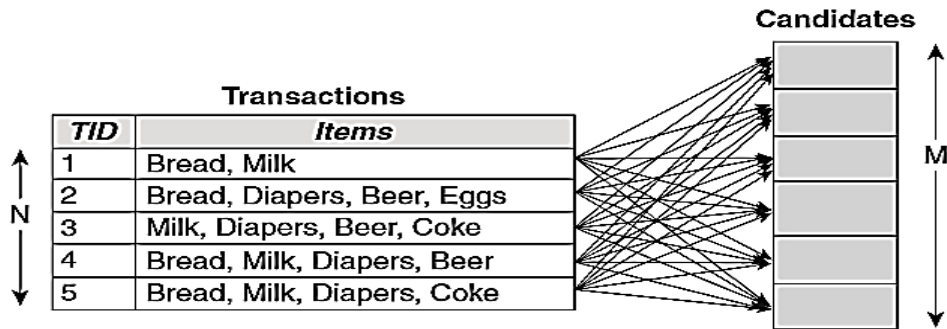 Candidates
Transactions
TID Items
1 Bread, Milk
2 Bread, Diapers, Beer, Eggs
3 Milk, Diapers, Beer, Coke
4 Bread, Milk, Diapers, Beer
5 Bread, Milk, Diapers, Coke
N
M